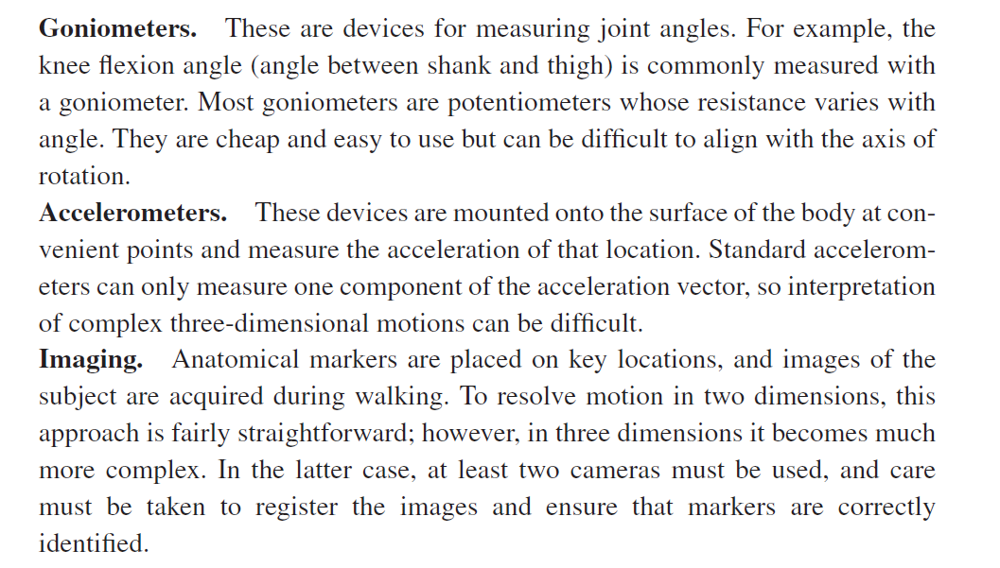 Goniometers. These are devices for measuring joint angles. For example, the
knee flexion angle (angle between shank and thigh) is commonly measured with
a goniometer. Most goniometers are potentiometers whose resistance varies with
angle. They are cheap and easy to use but can be difficult to align with the axis of
rotation.
Accelerometers. These devices are mounted onto the surface of the body at con-
venient points and measure the acceleration of that location. Standard accelerom-
eters can only measure one component of the acceleration vector, so interpretation
of complex three-dimensional motions can be difficult.
Imaging. Anatomical markers are placed on key locations, and images of the
subject are acquired during walking. To resolve motion in two dimensions, this
approach is fairly straightforward; however, in three dimensions it becomes much
more complex. In the latter case, at least two cameras must be used, and care
must be taken to register the images and ensure that markers are correctly
identified.